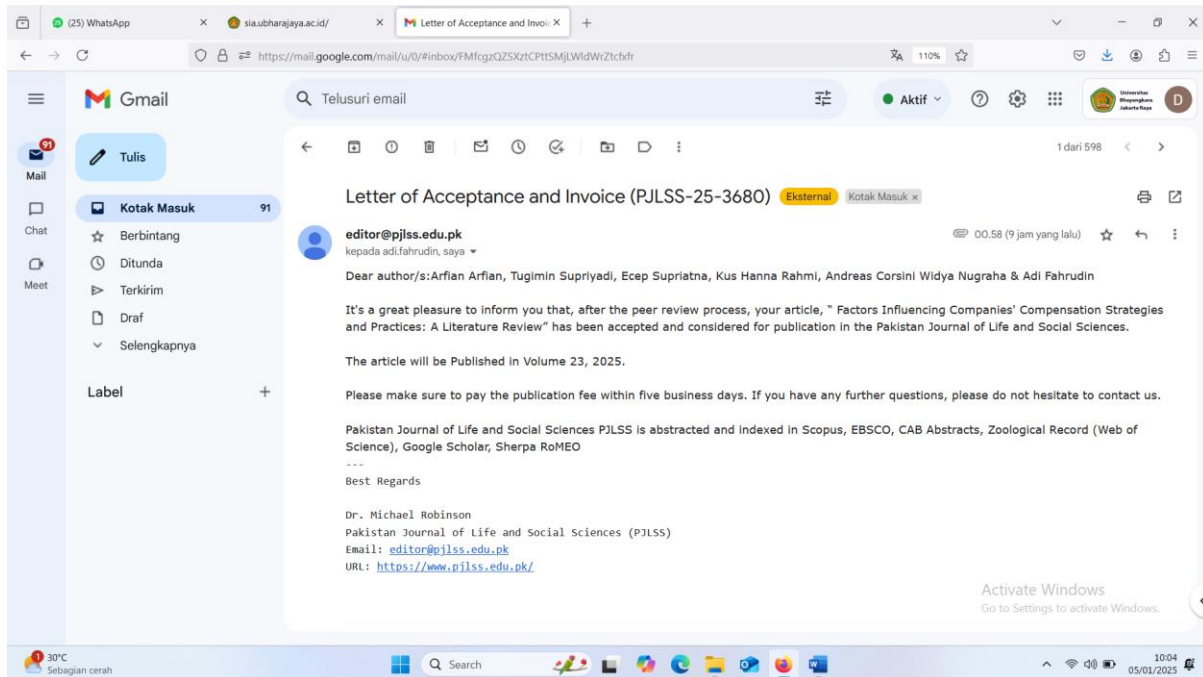 (25) WhatsApp
sia.ubharajaya.ac.id/
Letter of Acceptance and Invoic
https://mail.google.com/mail/u/0/#inbox/FMfcgzQZSXztCPttSMjLWldWrZtcfxfr
110%
Gmail
Telusuri email
Aktif
Universitas
Bhayangkara
Jakarta Raya
D
91
Mail
Chat
Meet
Tulis
Kotak Masuk 91
Berbintang
Ditunda
Terkirim
Draf
Selengkapnya
Label
1 dari 598
Letter of Acceptance and Invoice (PJLSS-25-3680) Eksternal Kotak Masuk ×
editor@pjlss.edu.pk 00.58 (9 jam yang lalu)
kepada adi.fahrudin, saya
Dear author/s:Arfian Arfian, Tugimin Supriyadi, Ecep Supriatna, Kus Hanna Rahmi, Andreas Corsini Widya Nugraha & Adi Fahrudin
It's a great pleasure to inform you that, after the peer review process, your article, “ Factors Influencing Companies' Compensation Strategies
and Practices: A Literature Review” has been accepted and considered for publication in the Pakistan Journal of Life and Social Sciences.
The article will be Published in Volume 23, 2025.
Please make sure to pay the publication fee within five business days. If you have any further questions, please do not hesitate to contact us.
Pakistan Journal of Life and Social Sciences PJLSS is abstracted and indexed in Scopus, EBSCO, CAB Abstracts, Zoological Record (Web of
Science), Google Scholar, Sherpa RoMEO
---
Best Regards
Dr. Michael Robinson
Pakistan Journal of Life and Social Sciences (PJLSS)
Email: editor@pjlss.edu.pk
URL: https://www.pjlss.edu.pk/
Activate Windows
Go to Settings to activate Windows.
1
30°C
Sebagian cerah
Search
10:04
05/01/2025